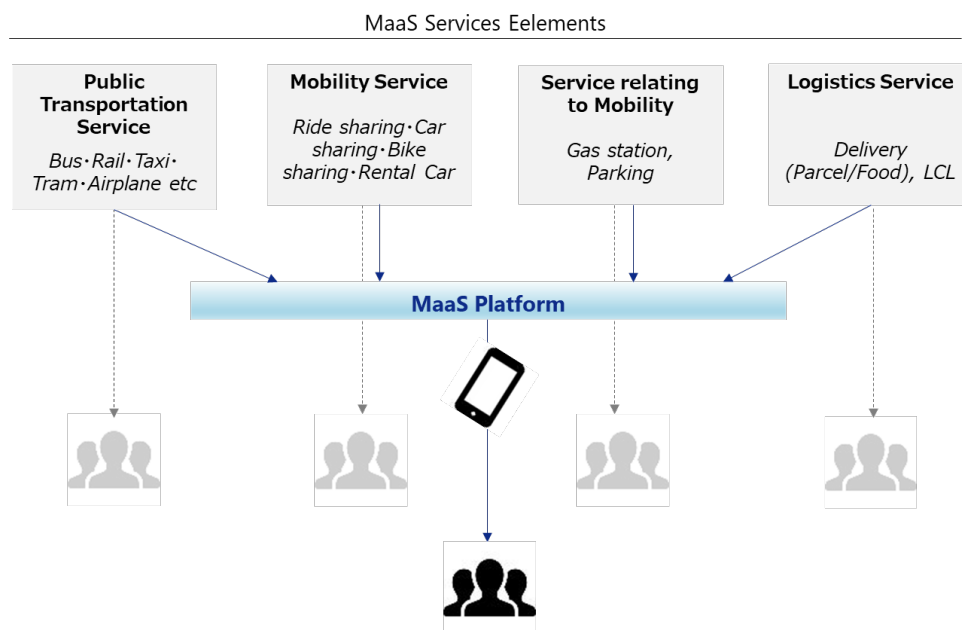 MaaS Services Eelements
Public
Transportation
Service
Bus・Rail・Taxi・
Tram・Airplane etc
Mobility Service
Ride sharing・Car
sharing・Bike
sharing・Rental Car
Service relating
to Mobility
Gas station,
Parking
Logistics Service
Delivery
(Parcel/Food), LCL
MaaS Platform